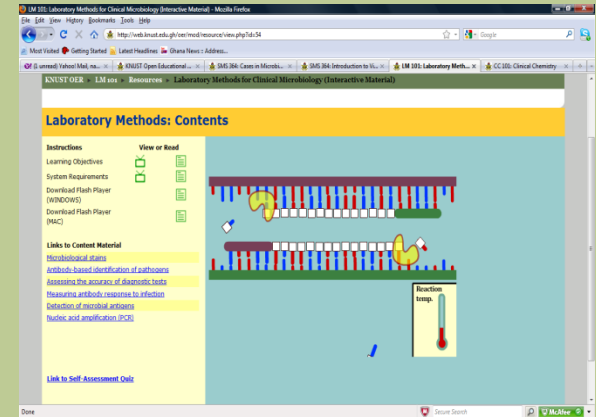 LM 101: Laboratory Methods for Clinical Microbiology (Interactive Material) - Mozilla Firefox
File Edit View History Bookmarks Tools Help
http://web.knust.edu.gh/oer/mod/resource/view.php?id=34
Google
Most Visited Getting Started Latest Headlines Ghana News : Address...
(1 unread) Yahoo! Mail, na... KNUST Open Educational ... SMS 364: Cases in Microbi... SMS 364: Introduction to Vi... LM 101: Laboratory Meth... CC 101: Clinical Chemistry
KNUST OER ► LM 101 ► Resources ► Laboratory Methods for Clinical Microbiology (Interactive Material)
Laboratory Methods: Contents
Instructions View or Read
Learning Objectives
System Requirements
Download Flash Player
(WINDOWS)
Download Flash Player
(MAC)
Links to Content Material
Microbiological stains
Antibody-based identification of pathogens
Assessing the accuracy of diagnostic tests
Measuring antibody response to infection
Detection of microbial antigens
Nucleic acid amplification (PCR)
Link to Self-Assessment Quiz
Reaction
temp.
Done
Secure Search
McAfee